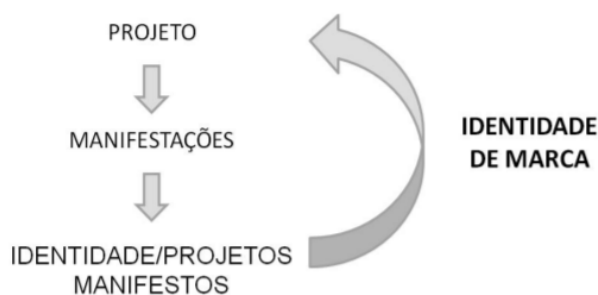 PROJETO
MANIFESTAÇÕES
IDENTIDADE/PROJETOS
MANIFESTOS
IDENTIDADE
DE MARCA